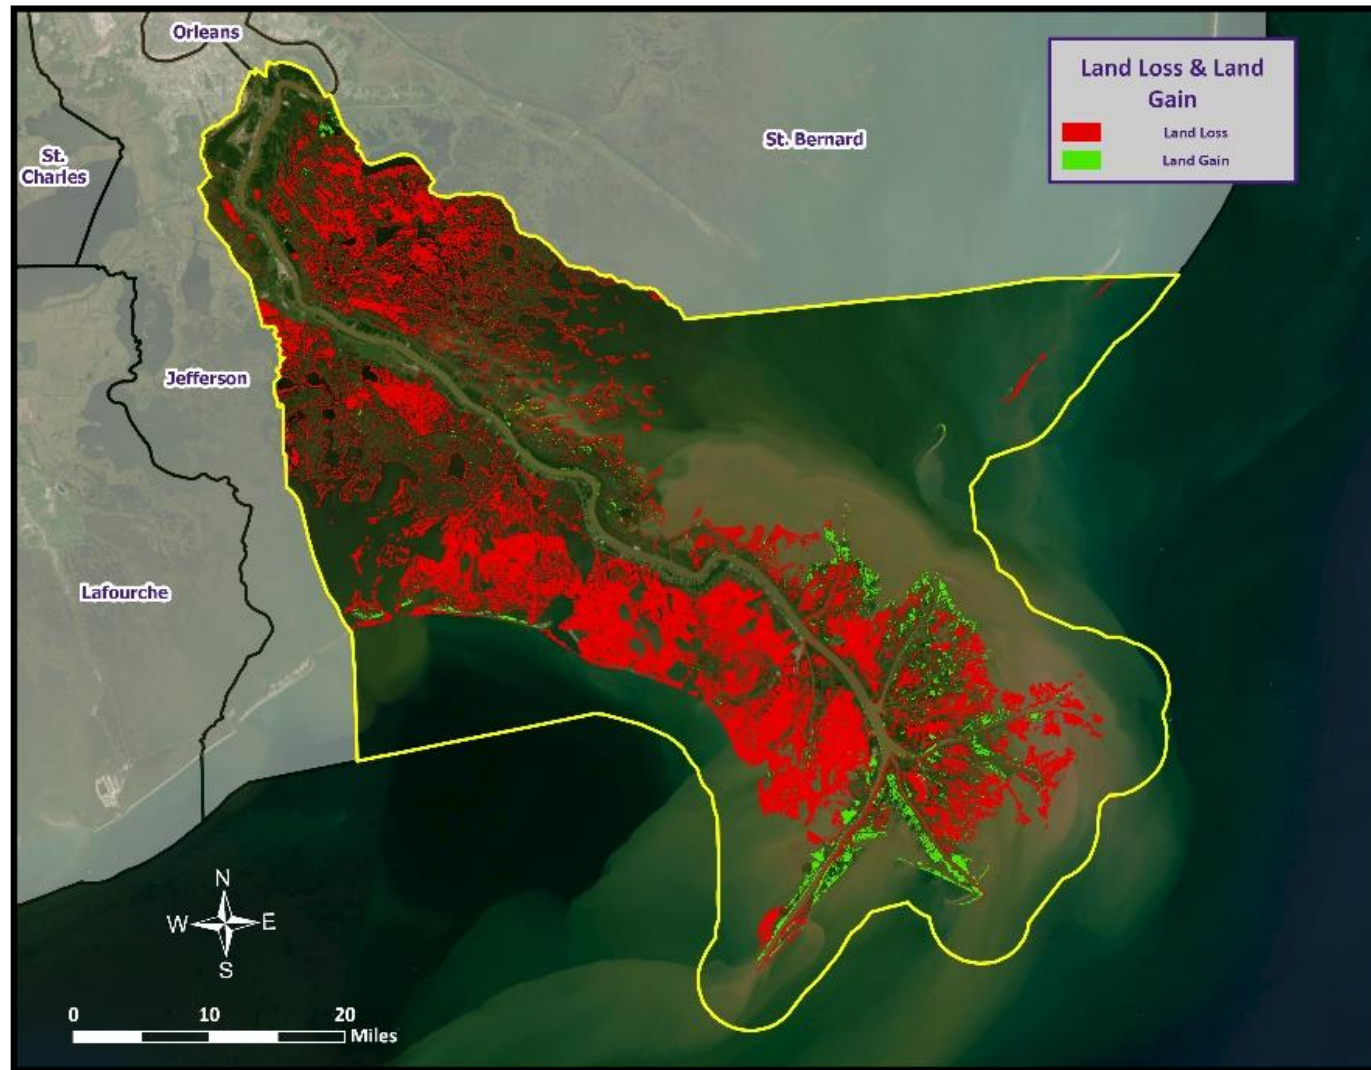 Orleans
Land Loss & Land
Gain
Land Loss
Land Gain
St. Bernard
St.
Charles
Jefferson
Lafourche
N
W E
S
0 10 20
Miles